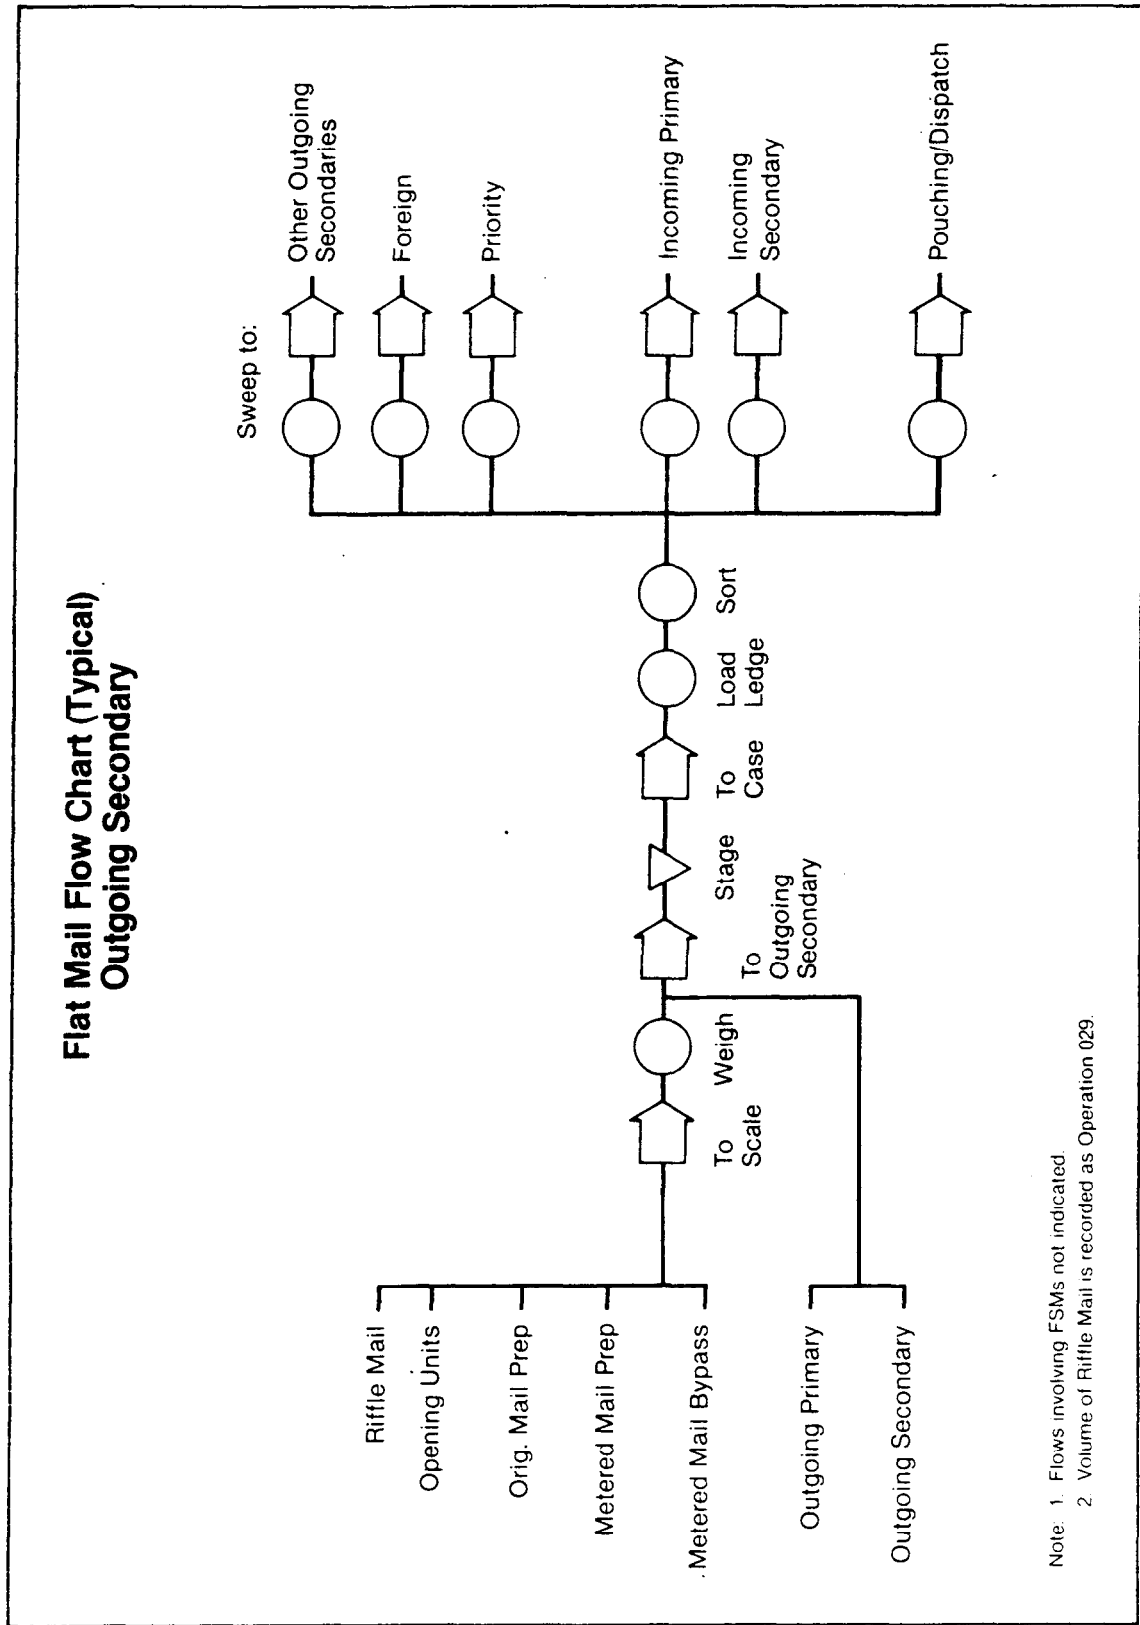 Flat Mail Flow Chart (Typical)
Outgoing Secondary
Riffle Mail
Opening Units
Orig. Mail Prep
Metered Mail Prep
Metered Mail Bypass
Outgoing Primary
Outgoing Secondary
To
Scale
Weigh
To
Outgoing
Secondary
Stage
To
Case
Load
Ledge
Sort
Sweep to:
Other Outgoing
Secondaries
Foreign
Priority
Incoming Primary
Incoming
Secondary
Pouching/Dispatch
Note: 1. Flows involving FSMs not indicated.
2. Volume of Riffle Mail is recorded as Operation 029.